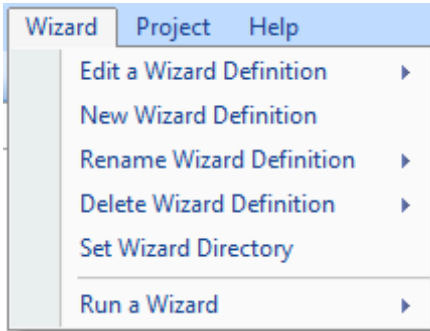 Wizard Project Help
Edit a Wizard Definition
New Wizard Definition
Rename Wizard Definition
Delete Wizard Definition
Set Wizard Directory
Run a Wizard